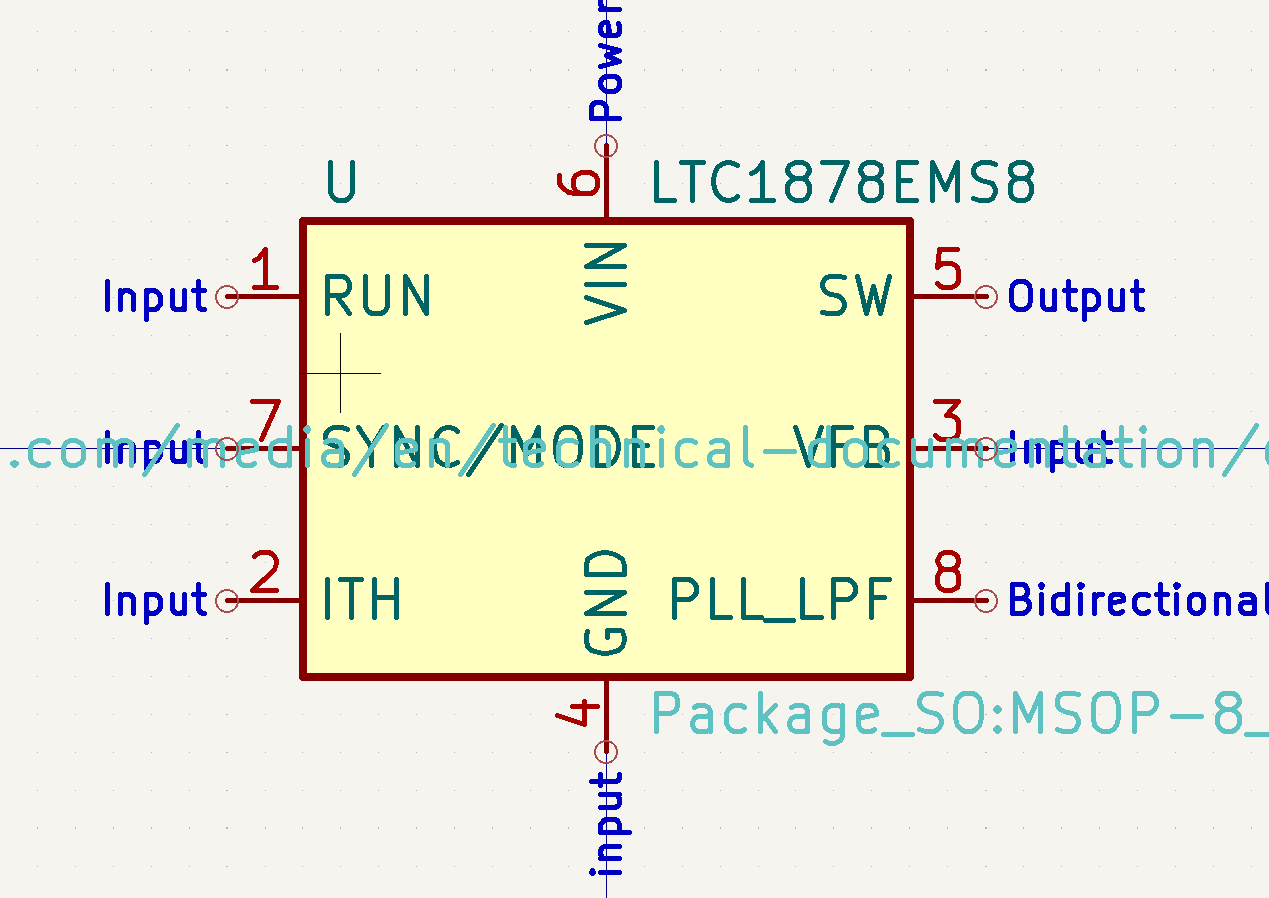 Power
U
6
LTC1878EMS8
Input
1
RUN
VIN
SW
5
Output
Input
7
SYNC/MODE
VFB
3
Input
.com/media/en/technical-documentation/
Input
2
ITH
GND
PLL_LPF
8
Bidirectional
4
Package_SO:MSOP-8_
input